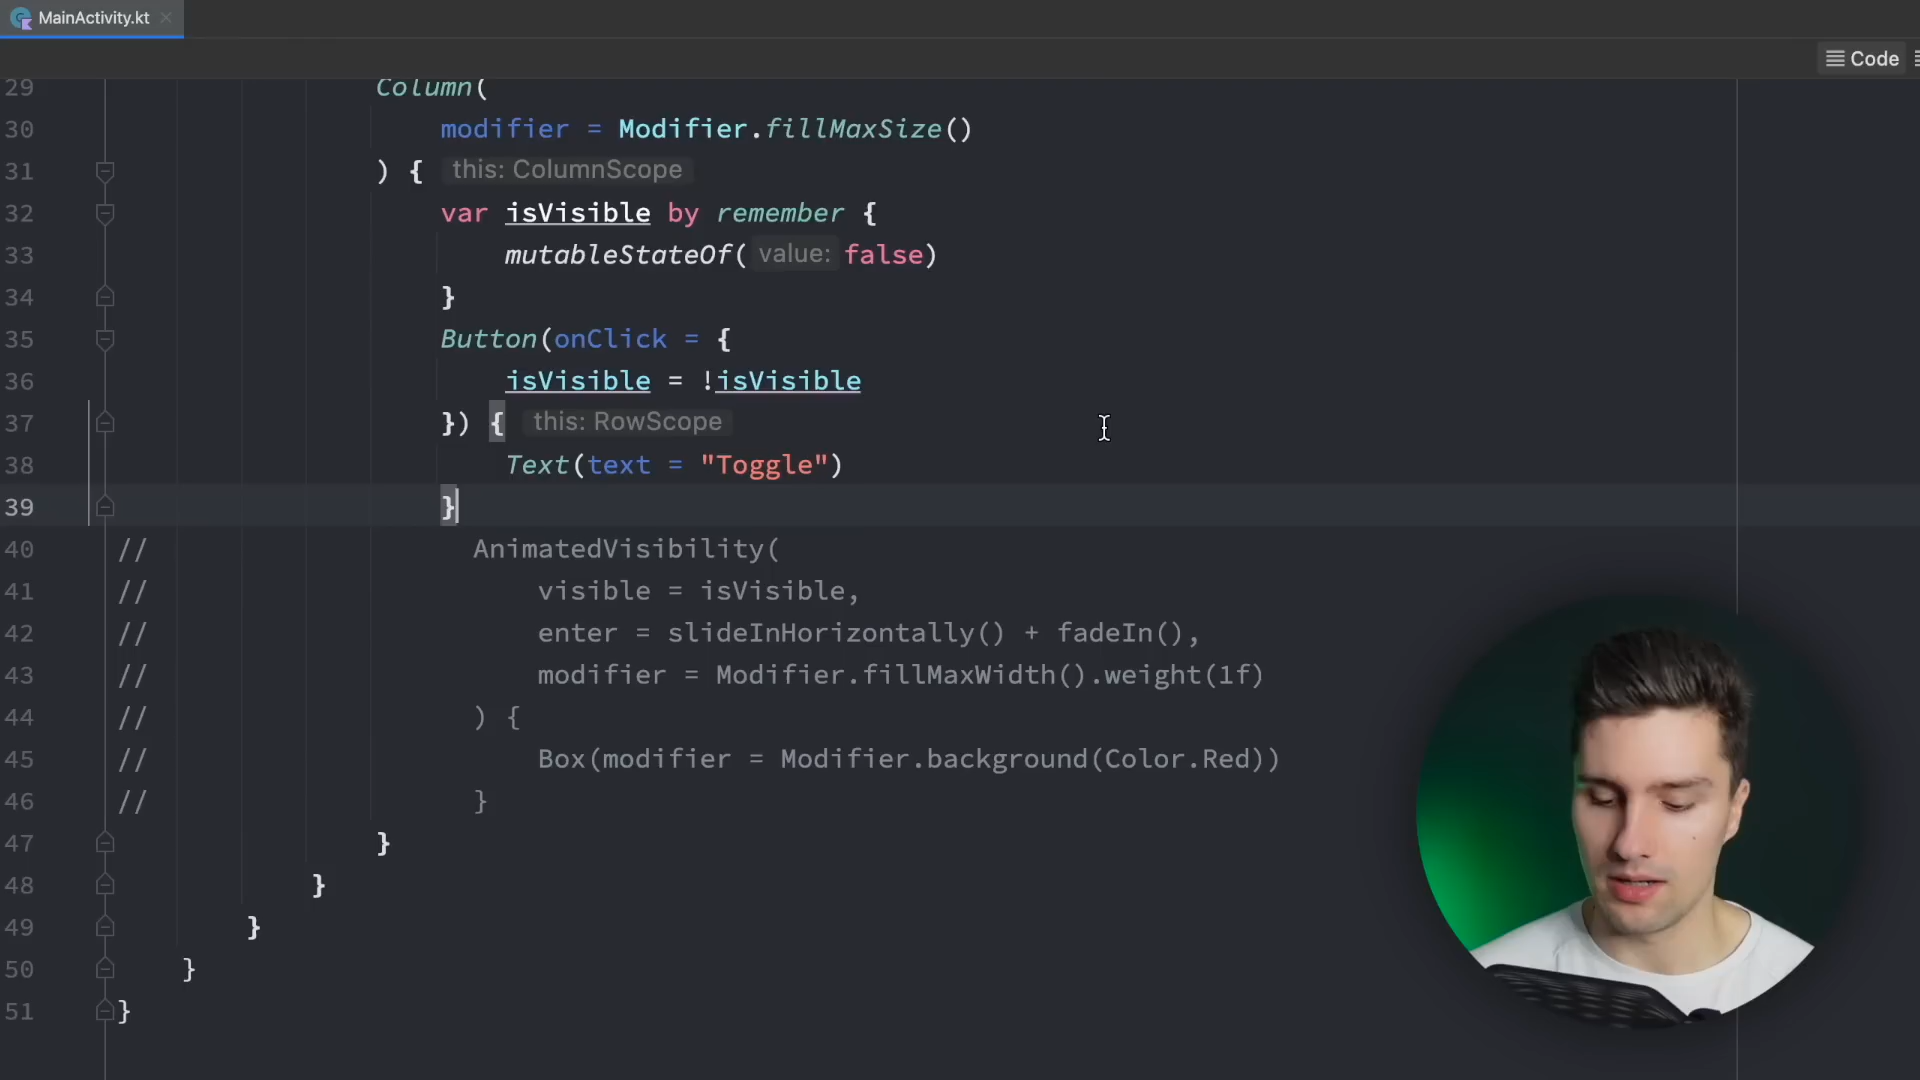 MainActivity.kt
Code
29 Column(
30 modifier = Modifier.fillMaxSize()
31 ) { this: ColumnScope
32 var isVisible by remember {
33 mutableStateOf( value: false)
34 }
35 Button(onClick = {
36 isVisible = !isVisible
37 }) { this: RowScope
38 Text(text = "Toggle")
39 }
40 // AnimatedVisibility(
41 // visible = isVisible,
42 // enter = slideInHorizontally() + fadeIn(),
43 // modifier = Modifier.fillMaxWidth().weight(1f)
44 // ) {
45 // Box(modifier = Modifier.background(Color.Red))
46 // }
47 }
48 }
49 }
50 }
51 }